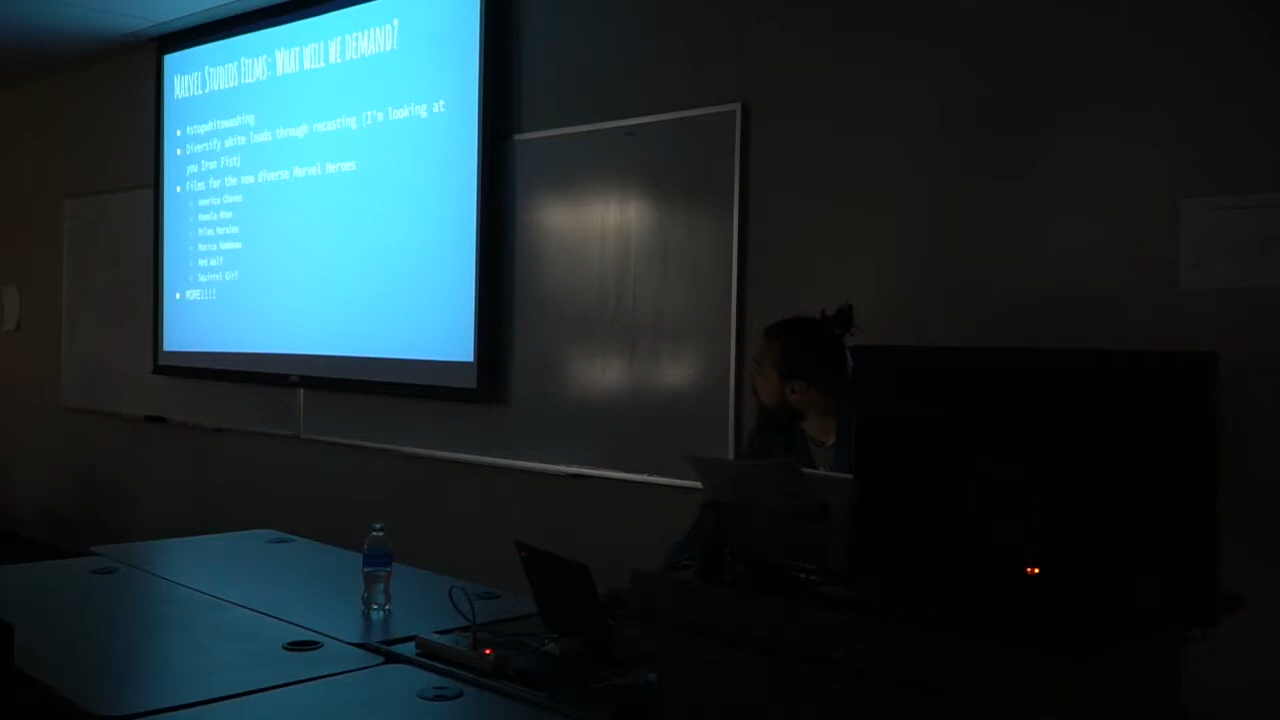 Marvel Studios Films: What will we demand?
#stopwhitewashing
Diversify white leads through recasting (I'm looking at
you Iron Fist)
Films for the new diverse Marvel Heroes
America Chavez
Kamala Khan
Miles Morales
Monica Rambeau
Red Wolf
Squirrel Girl
MORE!!!!